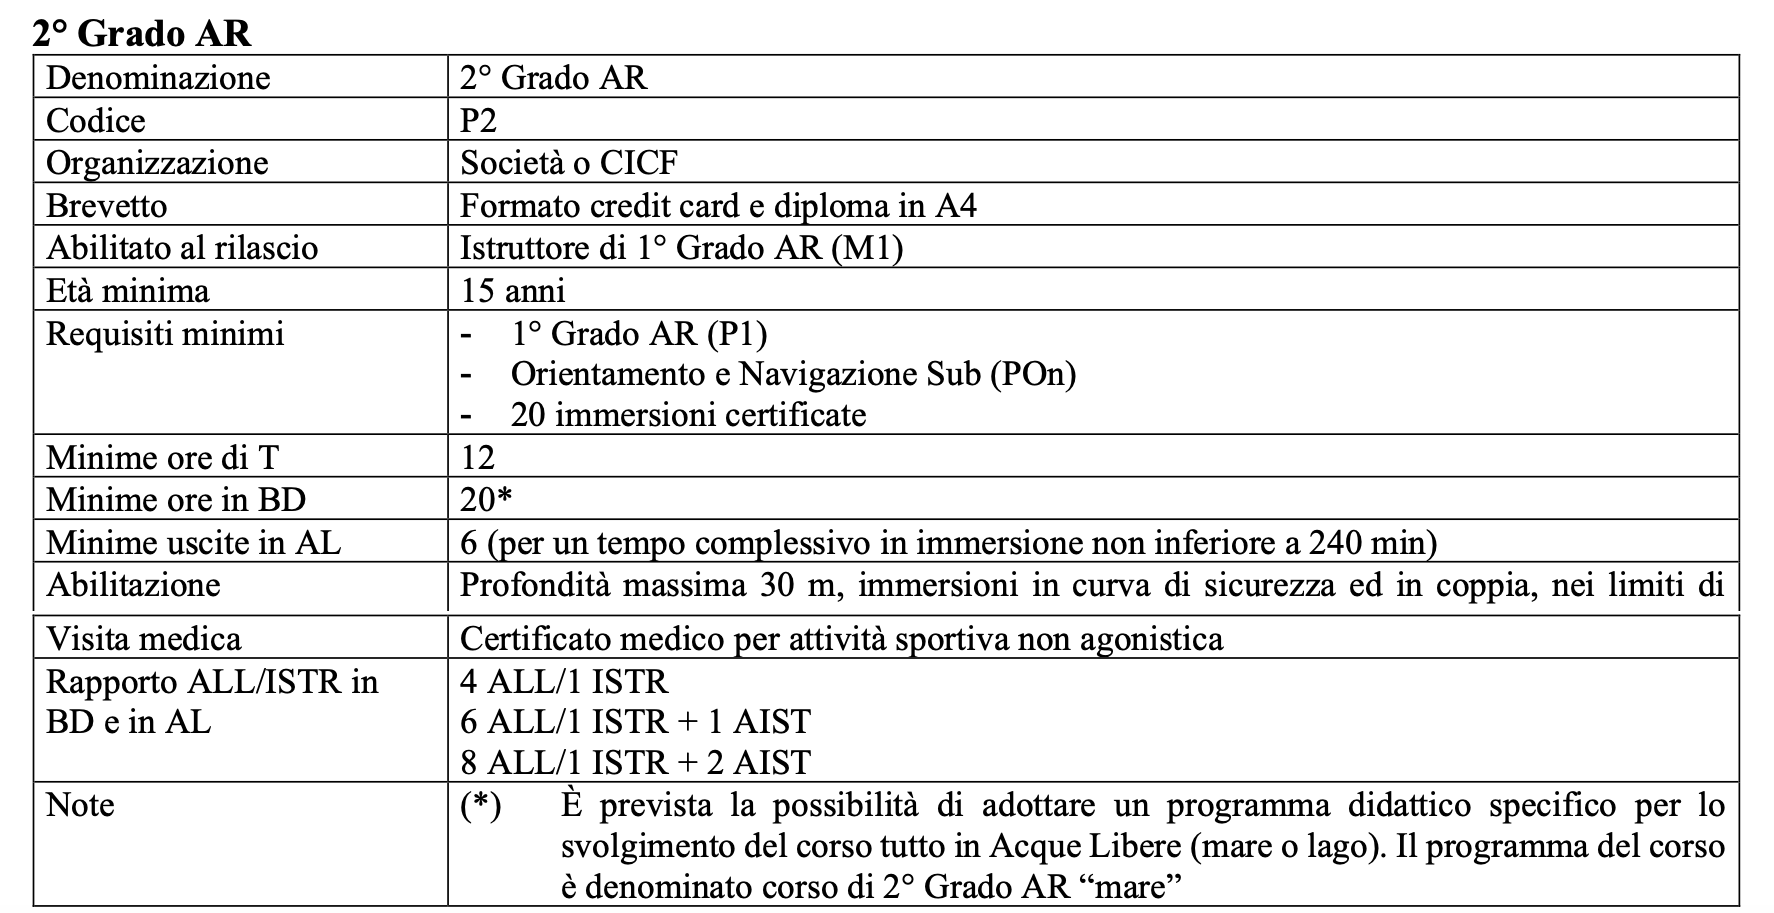 2° Grado AR
Denominazione
2° Grado AR
Codice
P2
Organizzazione
Società o CICF
Brevetto
Formato credit card e diploma in A4
Abilitato al rilascio
Istruttore di 1° Grado AR (M1)
Età minima
15 anni
Requisiti minimi
- 1° Grado AR (P1)
- Orientamento e Navigazione Sub (POn)
- 20 immersioni certificate
Minime ore di T
12
Minime ore in BD
20*
Minime uscite in AL
6 (per un tempo complessivo in immersione non inferiore a 240 min)
Abilitazione
Profondità massima 30 m, immersioni in curva di sicurezza ed in coppia, nei limiti di
Visita medica
Certificato medico per attività sportiva non agonistica
Rapporto ALL/ISTR in
BD e in AL
4 ALL/1 ISTR
6 ALL/1 ISTR + 1 AIST
8 ALL/1 ISTR + 2 AIST
Note
(*) È prevista la possibilità di adottare un programma didattico specifico per lo
svolgimento del corso tutto in Acque Libere (mare o lago). Il programma del corso
è denominato corso di 2° Grado AR “mare”